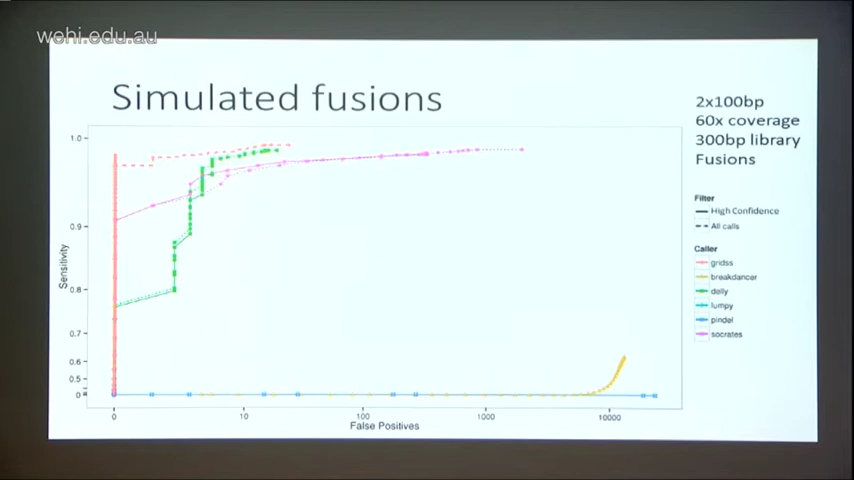 wehi.edu.au
Simulated fusions
2x100bp
60x coverage
300bp library
Fusions
Filter
High Confidence
All calls
Caller
gridss
breakdancer
delly
lumpy
pindel
socrates
Sensitivity
1.0
0.9
0.8
0.7
0.6
0.5
0
0
10
100
1000
10000
False Positives